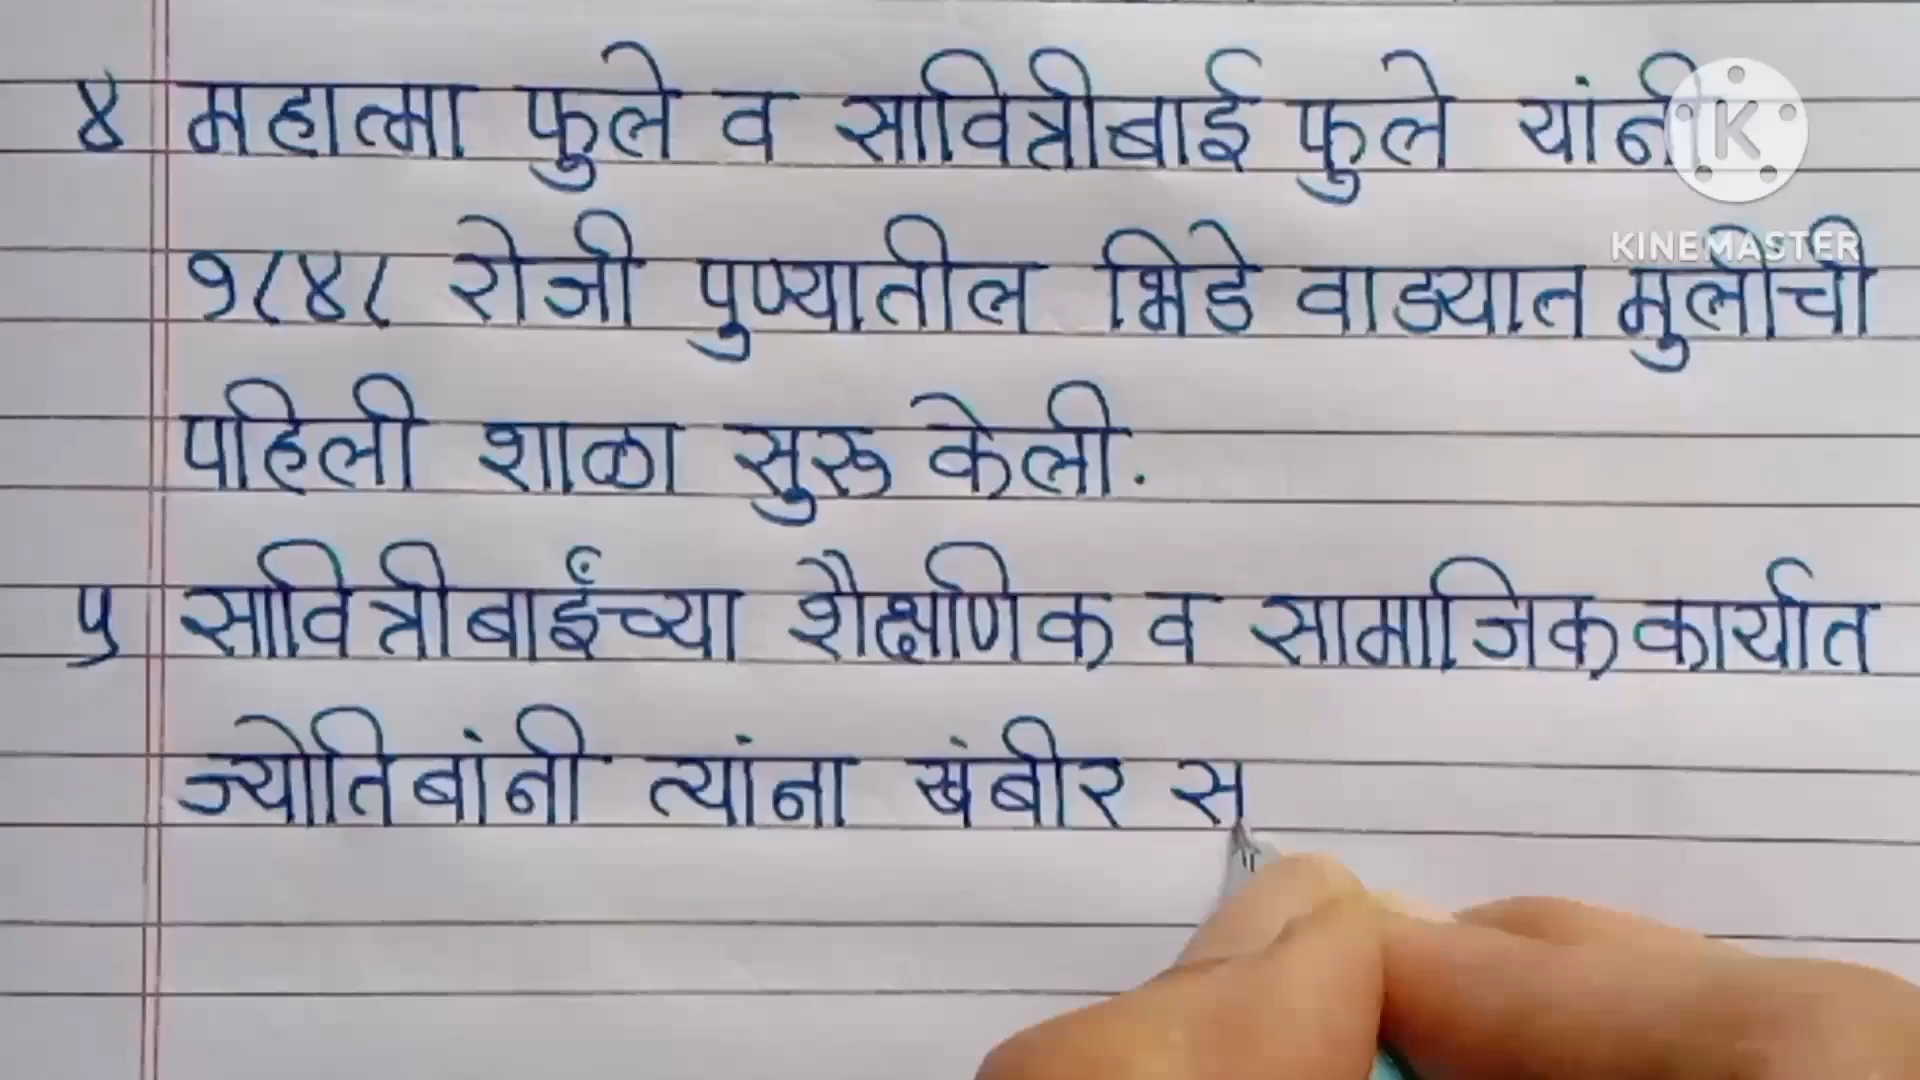 ४ महात्मा फुले व सावित्रीबाई फुले यांनी
K
KINEMASTER
१८४८ रोजी पुण्यातील भिडे वाड्यात मुलींची
पहिली शाळा सुरू केली.
५ सावित्रीबाईंच्या शैक्षणिक व सामाजिक कार्यात
ज्योतिबांनी त्यांना खंबीर स